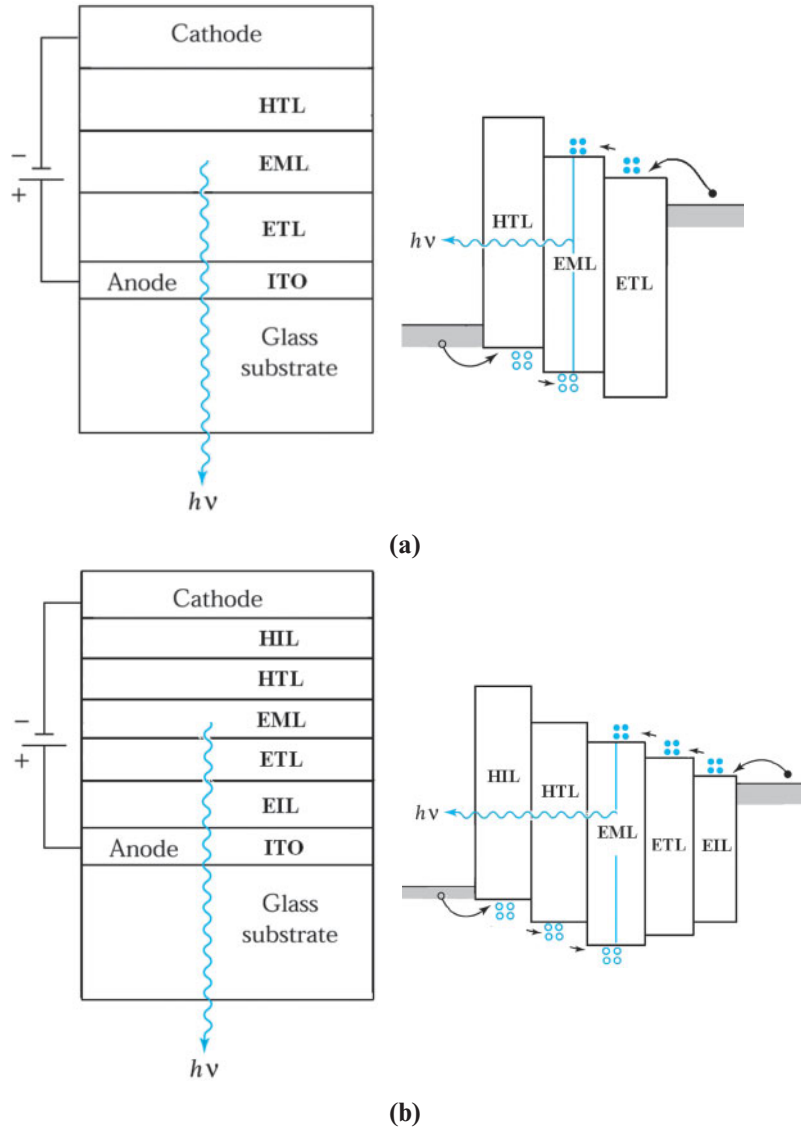 Cathode
HTL
EML
ETL
Anode ITO
Glass
substrate
hν
−
+
HTL
EML
ETL
hν
(a)
Cathode
HIL
HTL
EML
ETL
EIL
Anode ITO
Glass
substrate
hν
−
+
HIL
HTL
EML
ETL
EIL
hν
(b)